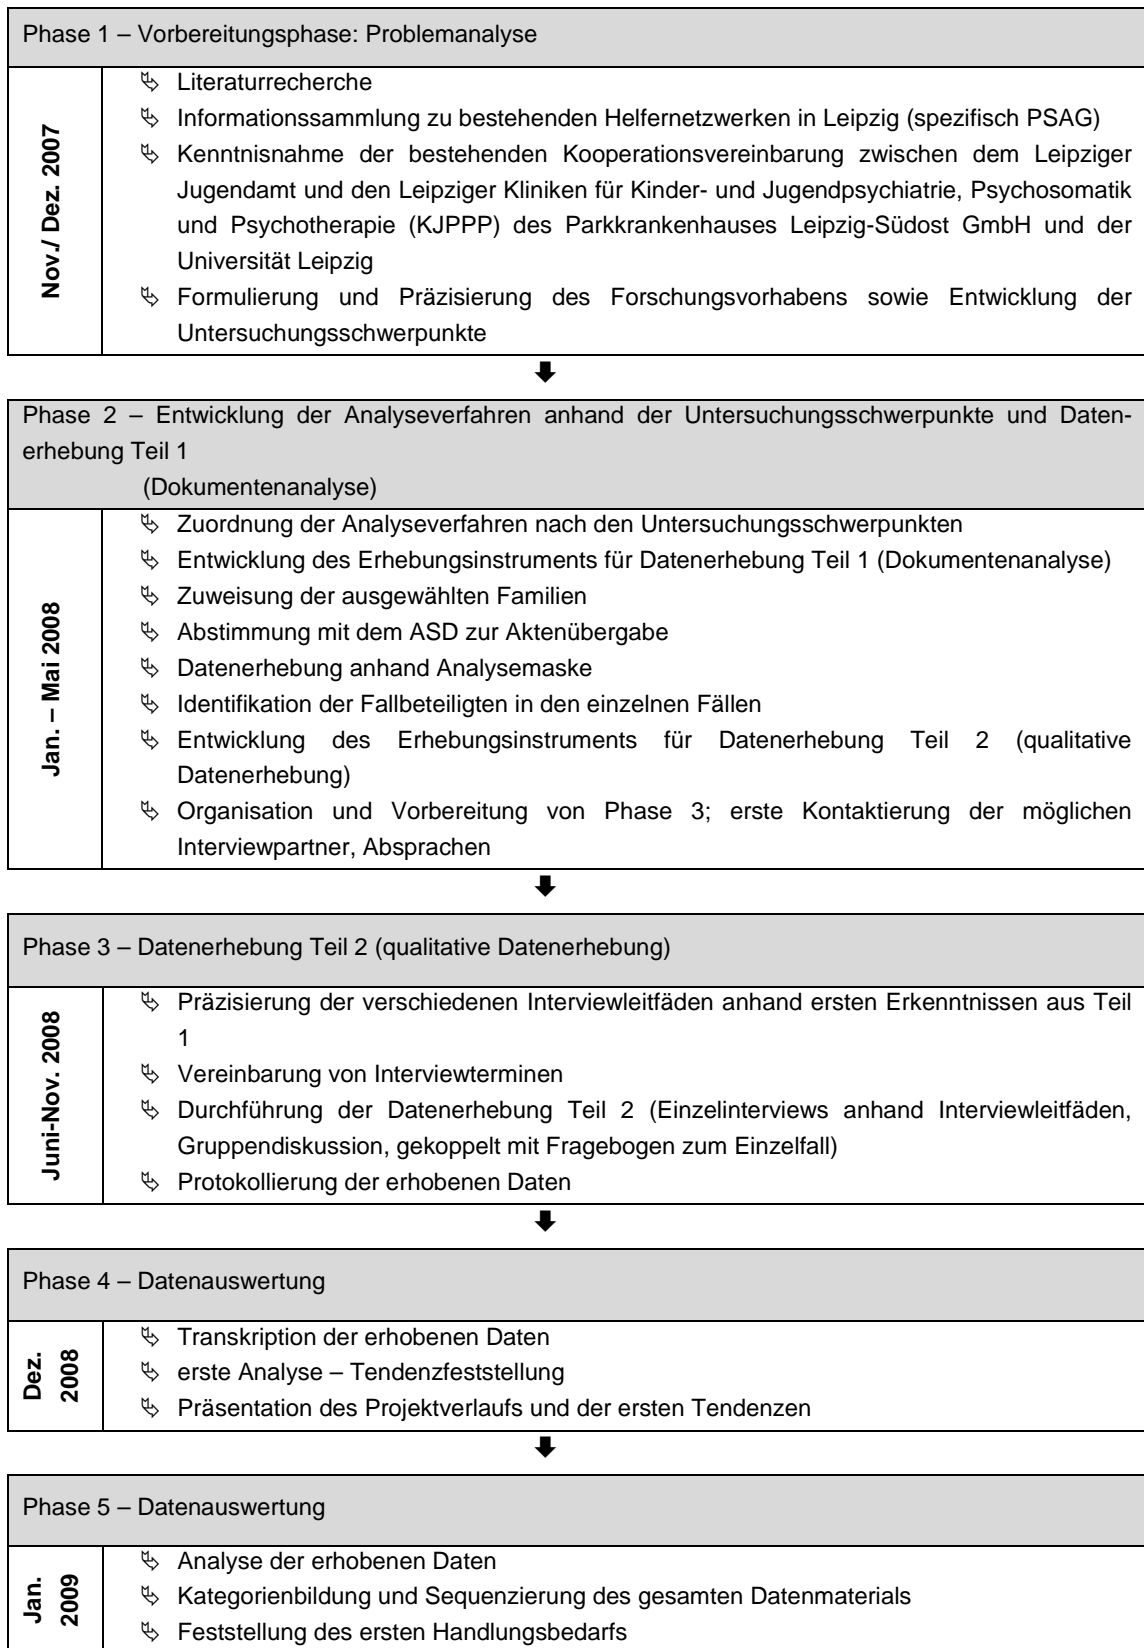 Phase 1 – Vorbereitungsphase: Problemanalyse
Nov./ Dez. 2007
Literaturrecherche
Informationssammlung zu bestehenden Helfernetzwerken in Leipzig (spezifisch PSAG)
Kenntnisnahme der bestehenden Kooperationsvereinbarung zwischen dem Leipziger
Jugendamt und den Leipziger Kliniken für Kinder- und Jugendpsychiatrie, Psychosomatik
und Psychotherapie (KJPPP) des Parkkrankenhauses Leipzig-Südost GmbH und der
Universität Leipzig
Formulierung und Präzisierung des Forschungsvorhabens sowie Entwicklung der
Untersuchungsschwerpunkte
Phase 2 – Entwicklung der Analyseverfahren anhand der Untersuchungsschwerpunkte und Daten-
erhebung Teil 1
(Dokumentenanalyse)
Jan. – Mai 2008
Zuordnung der Analyseverfahren nach den Untersuchungsschwerpunkten
Entwicklung des Erhebungsinstruments für Datenerhebung Teil 1 (Dokumentenanalyse)
Zuweisung der ausgewählten Familien
Abstimmung mit dem ASD zur Aktenübergabe
Datenerhebung anhand Analysemaske
Identifikation der Fallbeteiligten in den einzelnen Fällen
Entwicklung des Erhebungsinstruments für Datenerhebung Teil 2 (qualitative
Datenerhebung)
Organisation und Vorbereitung von Phase 3; erste Kontaktierung der möglichen
Interviewpartner, Absprachen
Phase 3 – Datenerhebung Teil 2 (qualitative Datenerhebung)
Juni-Nov. 2008
Präzisierung der verschiedenen Interviewleitfäden anhand ersten Erkenntnissen aus Teil
1
Vereinbarung von Interviewterminen
Durchführung der Datenerhebung Teil 2 (Einzelinterviews anhand Interviewleitfäden,
Gruppendiskussion, gekoppelt mit Fragebogen zum Einzelfall)
Protokollierung der erhobenen Daten
Phase 4 – Datenauswertung
Dez.
2008
Transkription der erhobenen Daten
erste Analyse – Tendenzfeststellung
Präsentation des Projektverlaufs und der ersten Tendenzen
Phase 5 – Datenauswertung
Jan.
2009
Analyse der erhobenen Daten
Kategorienbildung und Sequenzierung des gesamten Datenmaterials
Feststellung des ersten Handlungsbedarfs